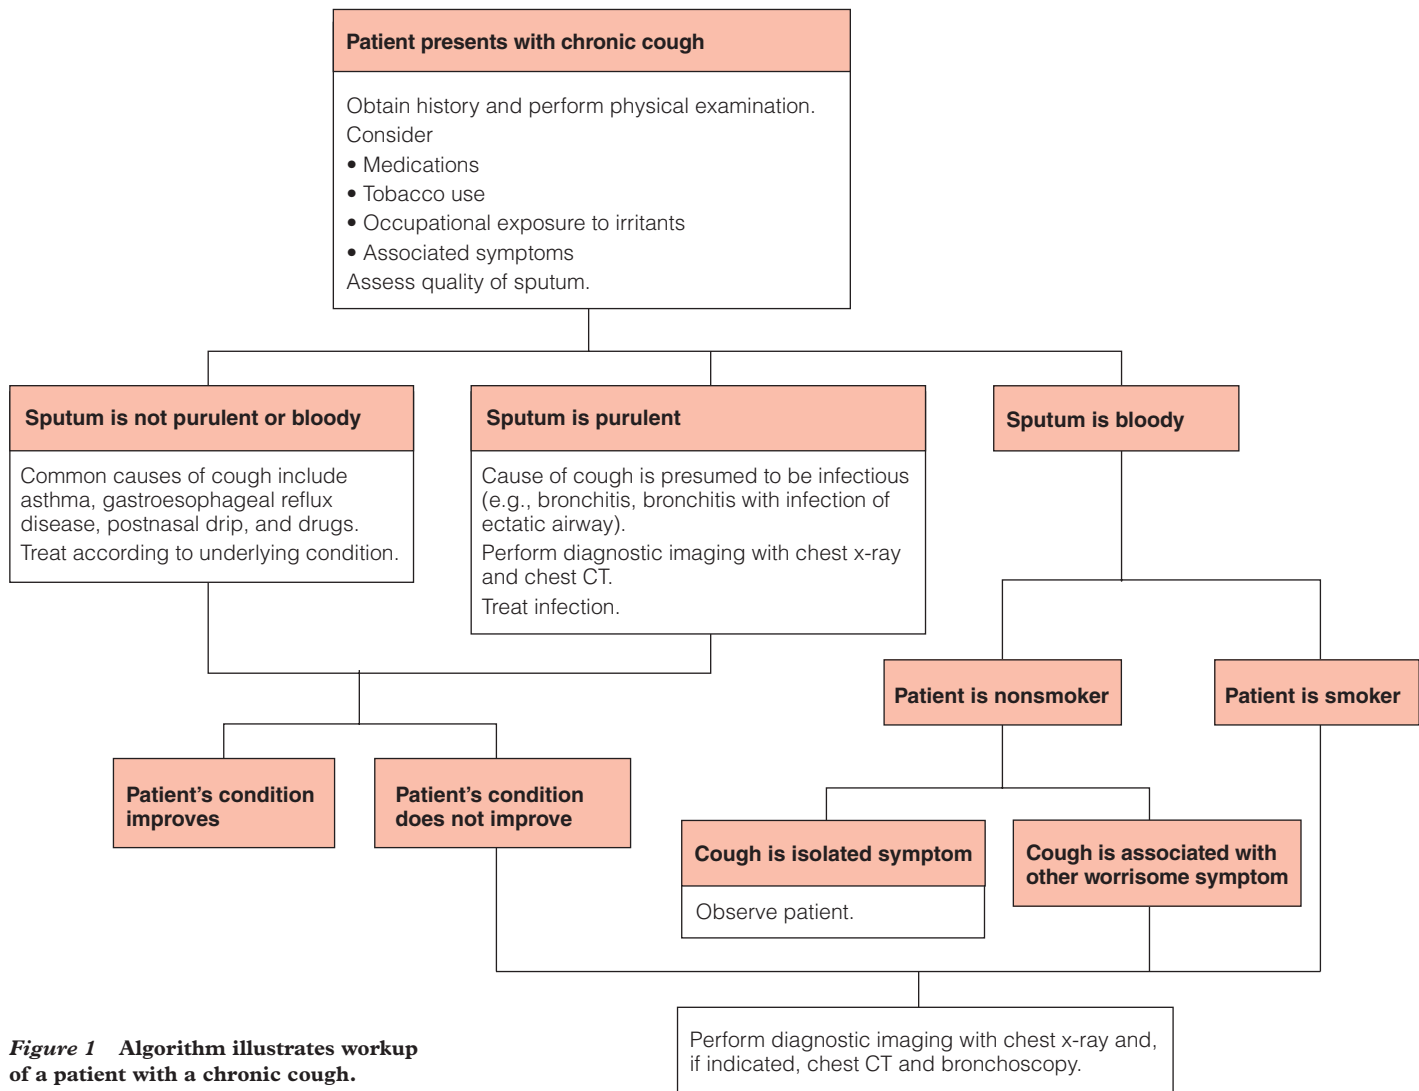 Patient presents with chronic cough
Obtain history and perform physical examination.
Consider
• Medications
• Tobacco use
• Occupational exposure to irritants
• Associated symptoms
Assess quality of sputum.
Sputum is not purulent or bloody
Common causes of cough include
asthma, gastroesophageal reflux
disease, postnasal drip, and drugs.
Treat according to underlying condition.
Sputum is purulent
Cause of cough is presumed to be infectious
(e.g., bronchitis, bronchitis with infection of
ectatic airway).
Perform diagnostic imaging with chest x-ray
and chest CT.
Treat infection.
Sputum is bloody
Patient is nonsmoker
Patient is smoker
Patient’s condition
improves
Patient’s condition
does not improve
Cough is isolated symptom
Observe patient.
Cough is associated with
other worrisome symptom
Perform diagnostic imaging with chest x-ray and,
if indicated, chest CT and bronchoscopy.
Figure 1 Algorithm illustrates workup
of a patient with a chronic cough.